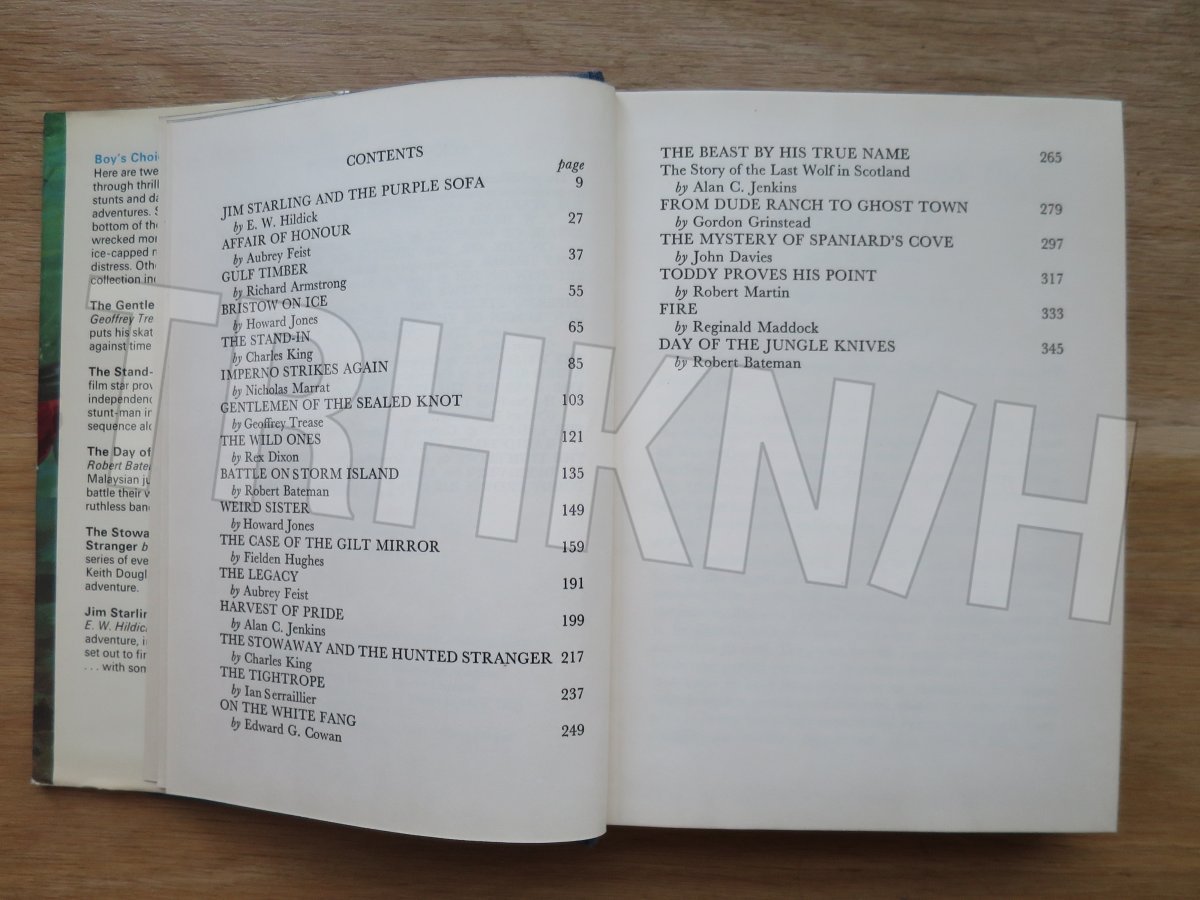 Boy's Choi
Here are twe
through thrill
stunts and da
adventures. S
bottom of the
wrecked mo
ice-capped
distress. Oth
collection inc
The Gentle
Geoffrey Tre
puts his skat
against time
The Stand-
film star prov
independenc
stunt-man in
sequence alo
The Day of
Robert Bate
Malaysian ju
battle their v
ruthless ban
The Stowa
Stranger b
series of eve
Keith Dougl
adventure.
Jim Starlin
E. W. Hildic
adventure, i
set out to fin
. . . with som
CONTENTS
page
JIM STARLING AND THE PURPLE SOFA 9
by E. W. Hildick
AFFAIR OF HONOUR 27
by Aubrey Feist
GULF TIMBER 37
by Richard Armstrong
BRISTOW ON ICE 55
by Howard Jones
THE STAND-IN 65
by Charles King
IMPERNO STRIKES AGAIN 85
by Nicholas Marrat
GENTLEMEN OF THE SEALED KNOT 103
by Geoffrey Trease
THE WILD ONES 121
by Rex Dixon
BATTLE ON STORM ISLAND 135
by Robert Bateman
WEIRD SISTER 149
by Howard Jones
THE CASE OF THE GILT MIRROR 159
by Fielden Hughes
THE LEGACY 191
by Aubrey Feist
HARVEST OF PRIDE 199
by Alan C. Jenkins
THE STOWAWAY AND THE HUNTED STRANGER 217
by Charles King
THE TIGHTROPE 237
by Ian Serraillier
ON THE WHITE FANG 249
by Edward G. Cowan
THE BEAST BY HIS TRUE NAME 265
The Story of the Last Wolf in Scotland
by Alan C. Jenkins
FROM DUDE RANCH TO GHOST TOWN 279
by Gordon Grinstead
THE MYSTERY OF SPANIARD'S COVE 297
by John Davies
TODDY PROVES HIS POINT 317
by Robert Martin
FIRE 333
by Reginald Maddock
DAY OF THE JUNGLE KNIVES 345
by Robert Bateman
TRHKN/H